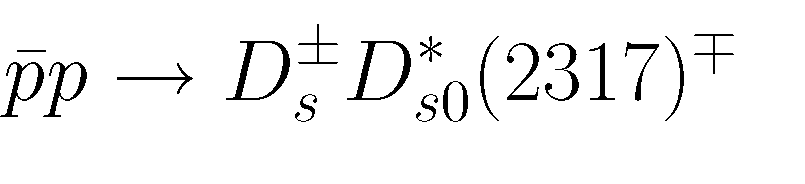 p̄p → D_s^± D_{s0}^*(2317)^∓